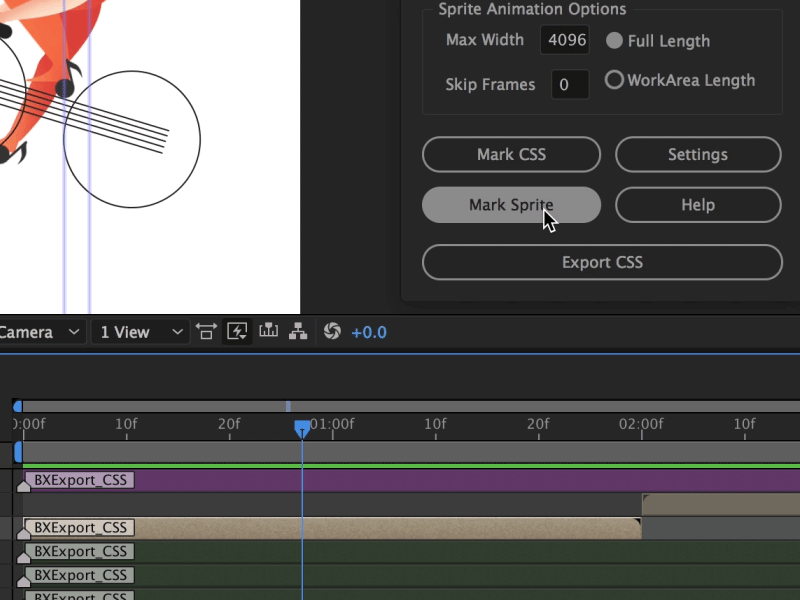 Sprite Animation Options
Max Width 4096 Full Length
Skip Frames 0 WorkArea Length
Mark CSS Settings
Mark Sprite Help
Export CSS
Camera 1 View +0.0
0:00f 10f 20f 01:00f 10f 20f 02:00f 10f
BXExport_CSS
BXExport_CSS
BXExport_CSS
BXExport_CSS
BXExport_CSS